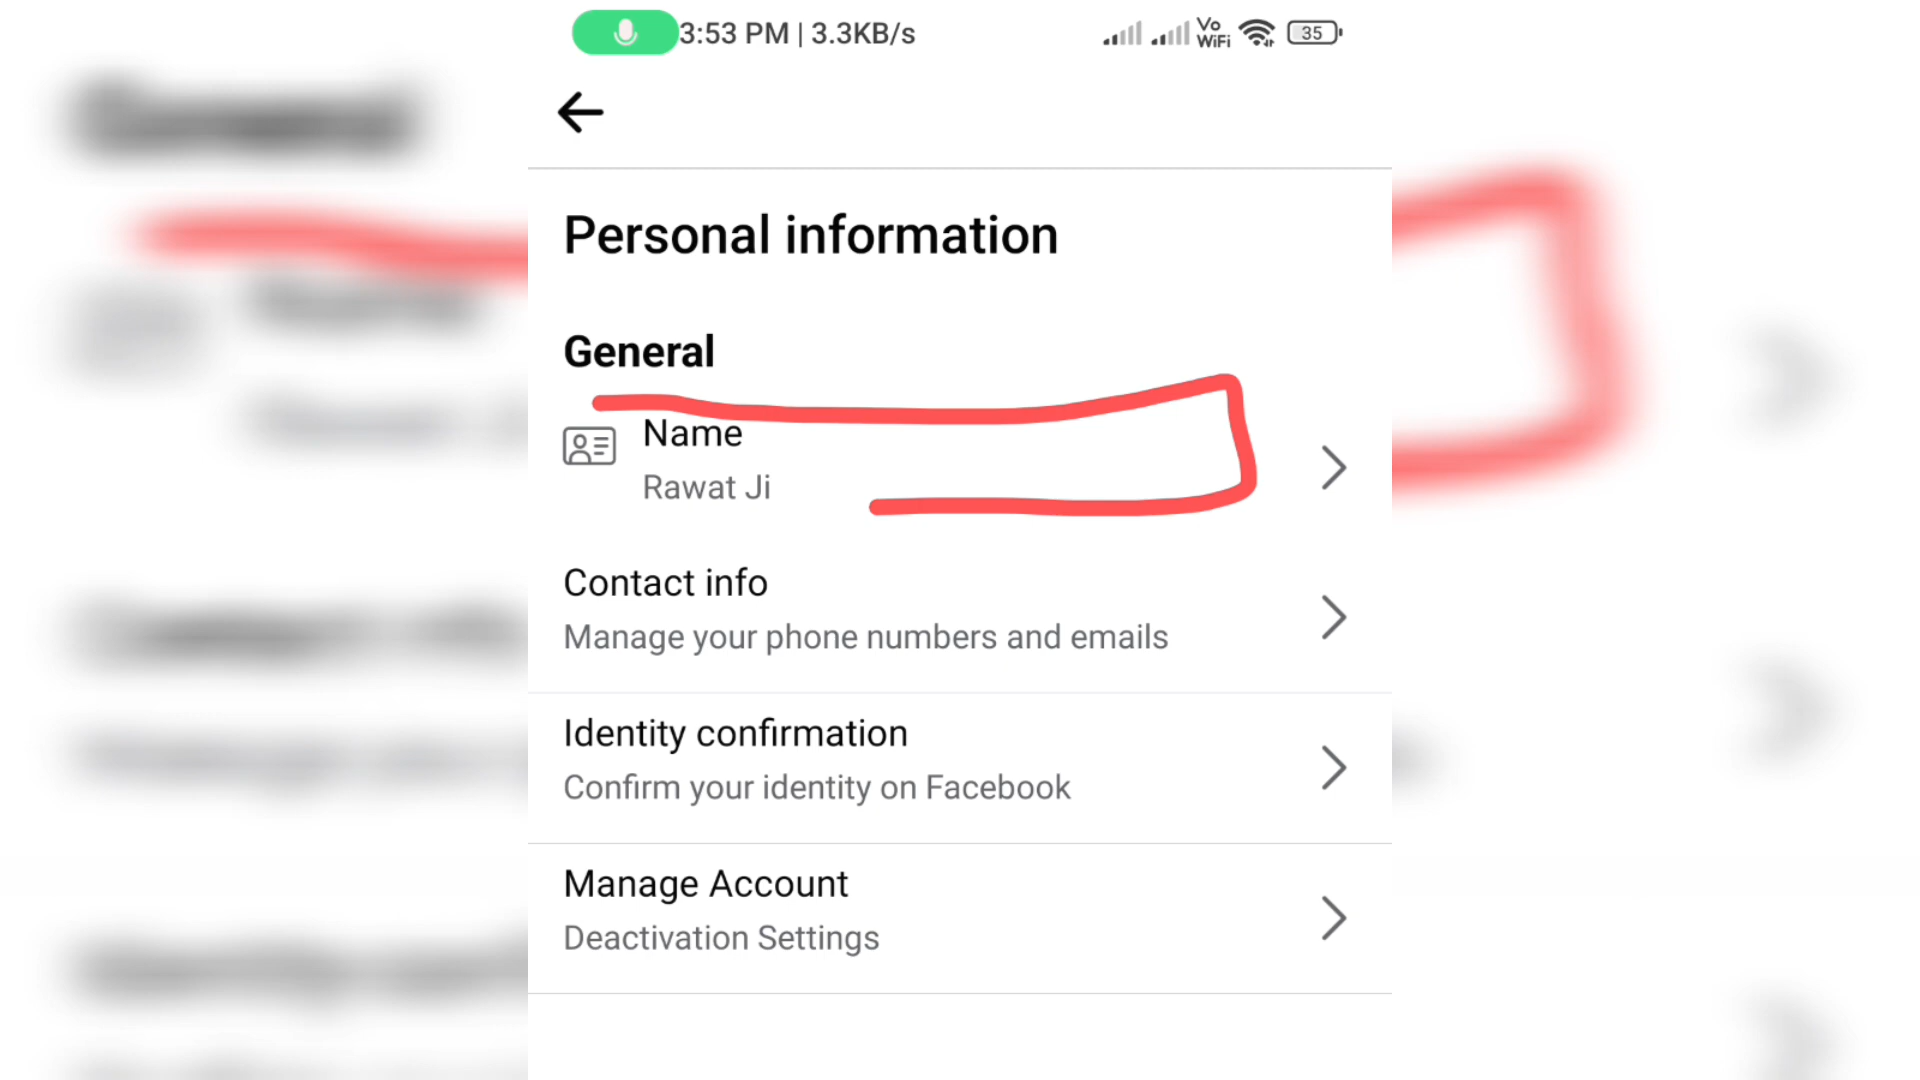 3:53 PM | 3.3KB/s Vo WiFi 35
Personal information
General
Name
Rawat Ji
Contact info
Manage your phone numbers and emails
Identity confirmation
Confirm your identity on Facebook
Manage Account
Deactivation Settings